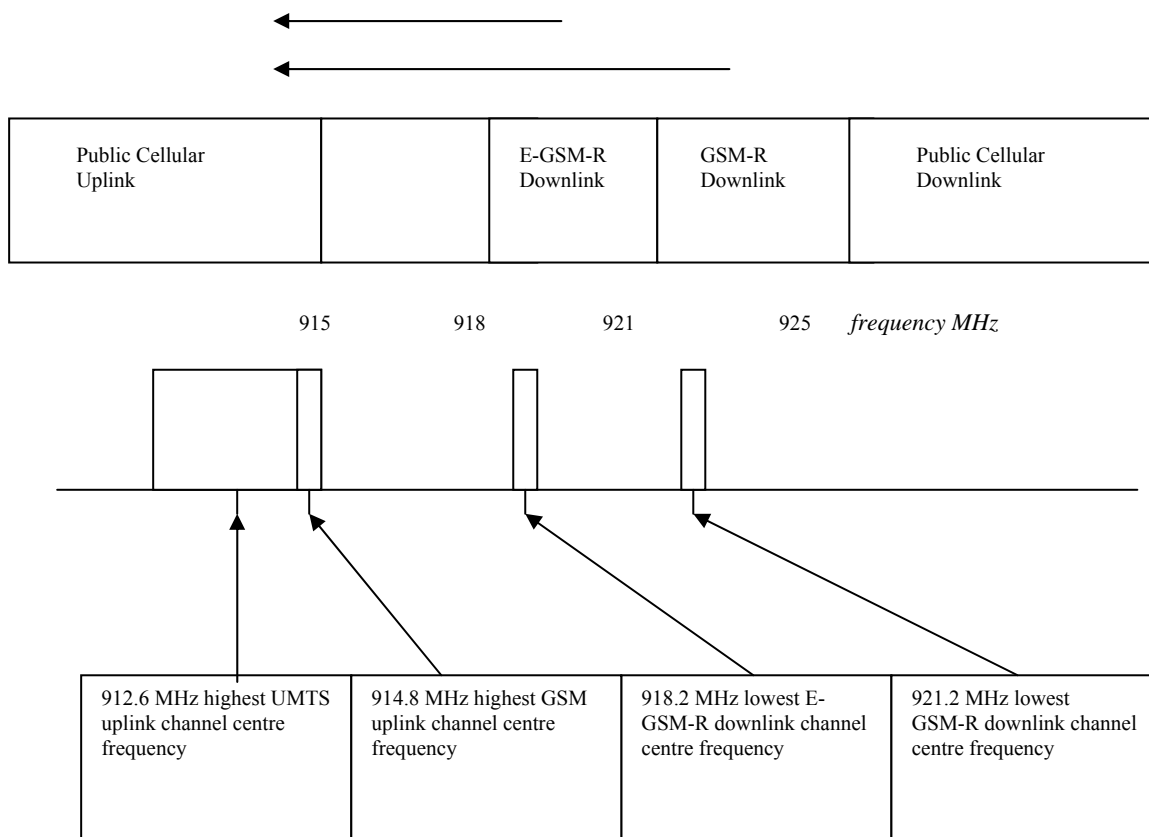 Public Cellular
Uplink
E-GSM-R
Downlink
GSM-R
Downlink
Public Cellular
Downlink
915 918 921 925 frequency MHz
912.6 MHz highest UMTS
uplink channel centre
frequency
914.8 MHz highest GSM
uplink channel centre
frequency
918.2 MHz lowest E-
GSM-R downlink channel
centre frequency
921.2 MHz lowest
GSM-R downlink channel
centre frequency